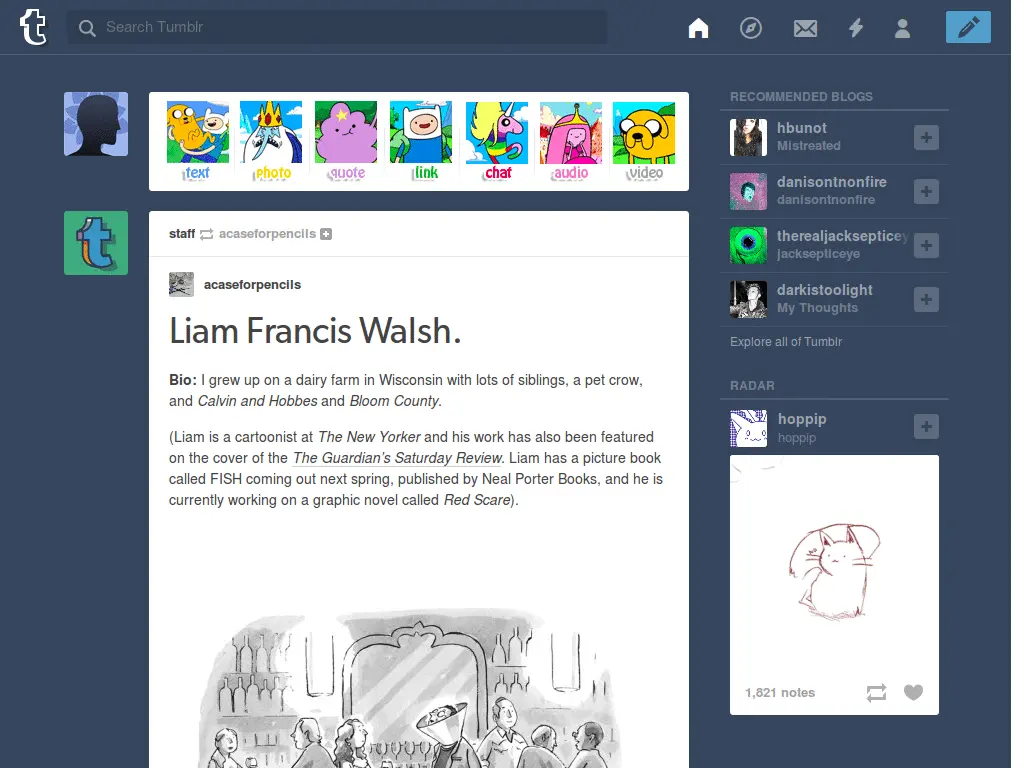 Search Tumblr
text photo quote link chat audio video
staff acaseforpencils
acaseforpencils
Liam Francis Walsh.
Bio: I grew up on a dairy farm in Wisconsin with lots of siblings, a pet crow,
and Calvin and Hobbes and Bloom County.
(Liam is a cartoonist at The New Yorker and his work has also been featured
on the cover of the The Guardian’s Saturday Review. Liam has a picture book
called FISH coming out next spring, published by Neal Porter Books, and he is
currently working on a graphic novel called Red Scare).
RECOMMENDED BLOGS
hbunot
Mistreated
danisontnonfire
danisontnonfire
therealjacksepticey
jacksepticeye
darkistoolight
My Thoughts
Explore all of Tumblr
RADAR
hoppip
hoppip
1,821 notes